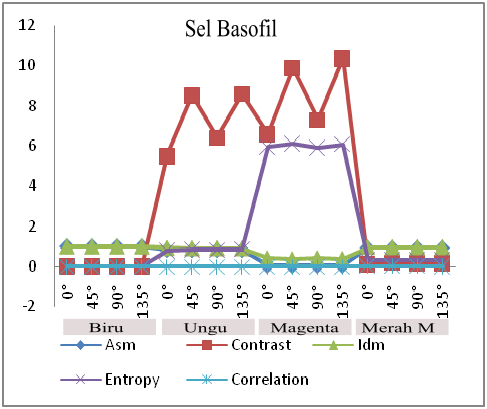 Sel Basofil
12
10
8
6
4
2
0
-2
0° 45° 90° 135° 0° 45° 90° 135° 0° 45° 90° 135° 0° 45° 90° 135°
Biru Ungu Magenta Merah M
Asm Contrast Idm
Entropy Correlation